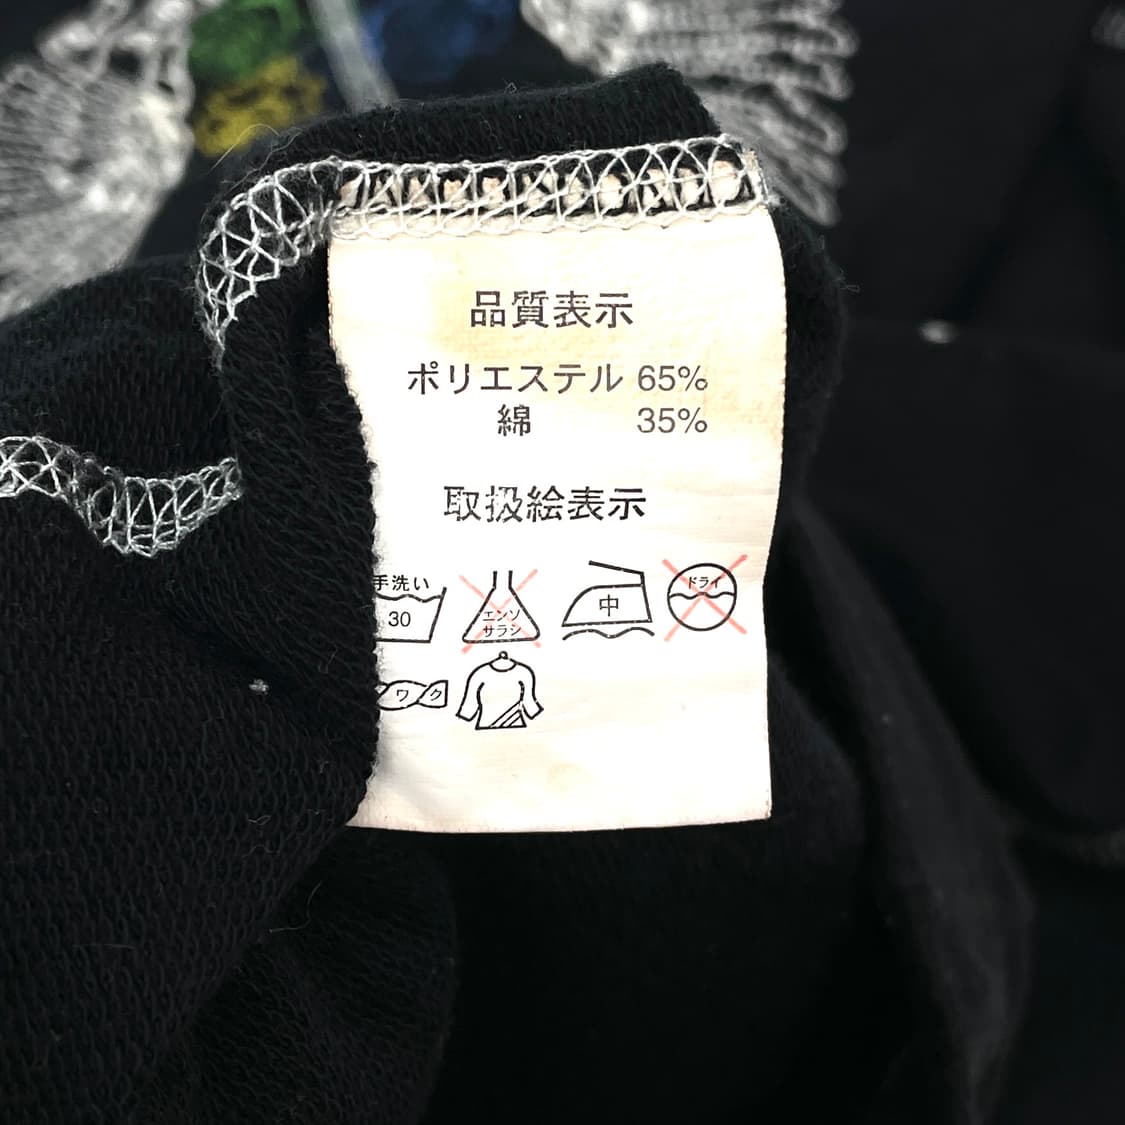 品質表示
ポリエステル 65%
綿 35%
取扱絵表示
手洗い
30
エンソ
サラシ
中
ドライ
ワク